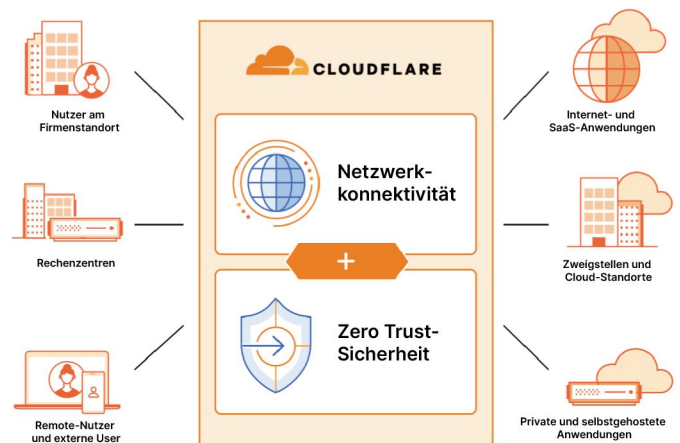 CLOUDFLARE
Nutzer am
Firmenstandort
Rechenzentren
Remote-Nutzer
und externe User
Netzwerk-
konnektivität
+
Zero Trust-
Sicherheit
Internet- und
SaaS-Anwendungen
Zweigstellen und
Cloud-Standorte
Private und selbstgehostete
Anwendungen